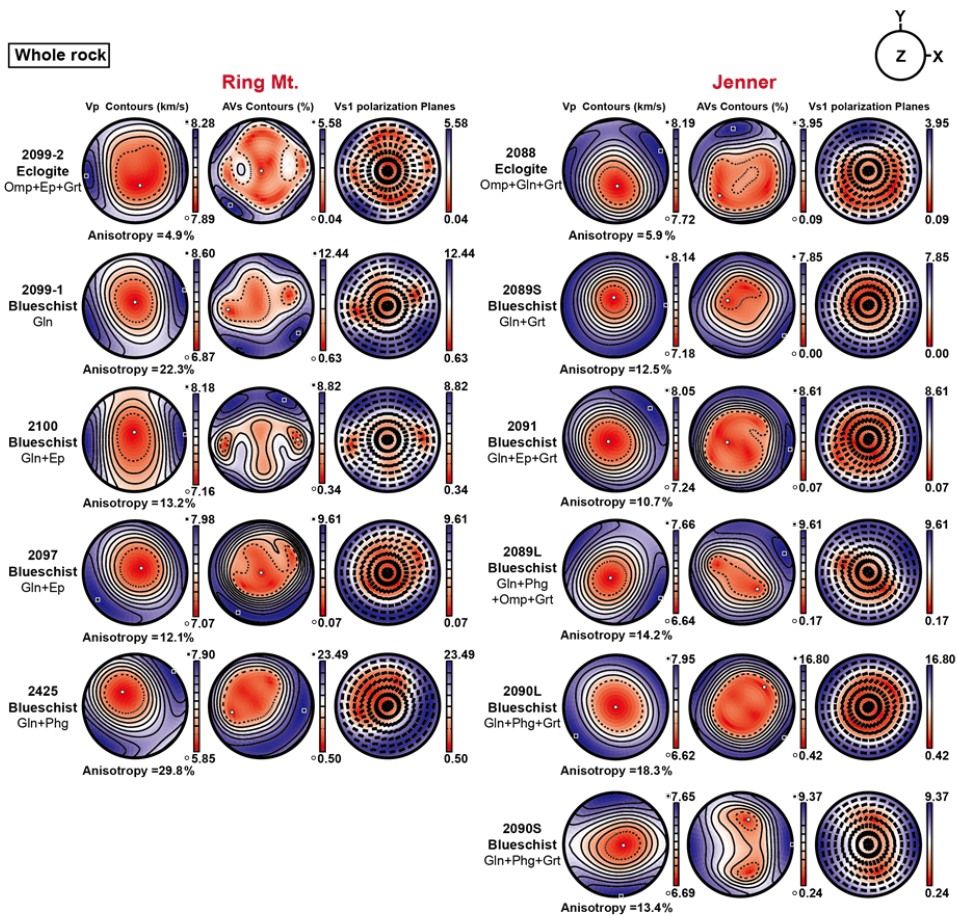 Whole rock
Y
Z
X
Ring Mt.
Vp Contours (km/s) AVs Contours (%) Vs1 polarization Planes
2099-2
Eclogite
Omp+Ep+Grt
8.28
7.89
5.58
0.04
5.58
0.04
Anisotropy =4.9%
2099-1
Blueschist
Gln
8.60
6.87
12.44
0.63
12.44
0.63
Anisotropy =22.3%
2100
Blueschist
Gln+Ep
8.18
7.16
8.82
0.34
8.82
0.34
Anisotropy =13.2%
2097
Blueschist
Gln+Ep
7.98
7.07
9.61
0.07
9.61
0.07
Anisotropy =12.1%
2425
Blueschist
Gln+Phg
7.90
5.85
23.49
0.50
23.49
0.50
Anisotropy =29.8%
Jenner
Vp Contours (km/s) AVs Contours (%) Vs1 polarization Planes
2088
Eclogite
Omp+Gln+Grt
8.19
7.72
3.95
0.09
3.95
0.09
Anisotropy =5.9%
2089S
Blueschist
Gln+Grt
8.14
7.18
7.85
0.00
7.85
0.00
Anisotropy =12.5%
2091
Blueschist
Gln+Ep+Grt
8.05
7.24
8.61
0.07
8.61
0.07
Anisotropy =10.7%
2089L
Blueschist
Gln+Phg
+Omp+Grt
7.66
6.64
9.61
0.17
9.61
0.17
Anisotropy =14.2%
2090L
Blueschist
Gln+Phg+Grt
7.95
6.62
16.80
0.42
16.80
0.42
Anisotropy =18.3%
2090S
Blueschist
Gln+Phg+Grt
7.65
6.69
9.37
0.24
9.37
0.24
Anisotropy =13.4%